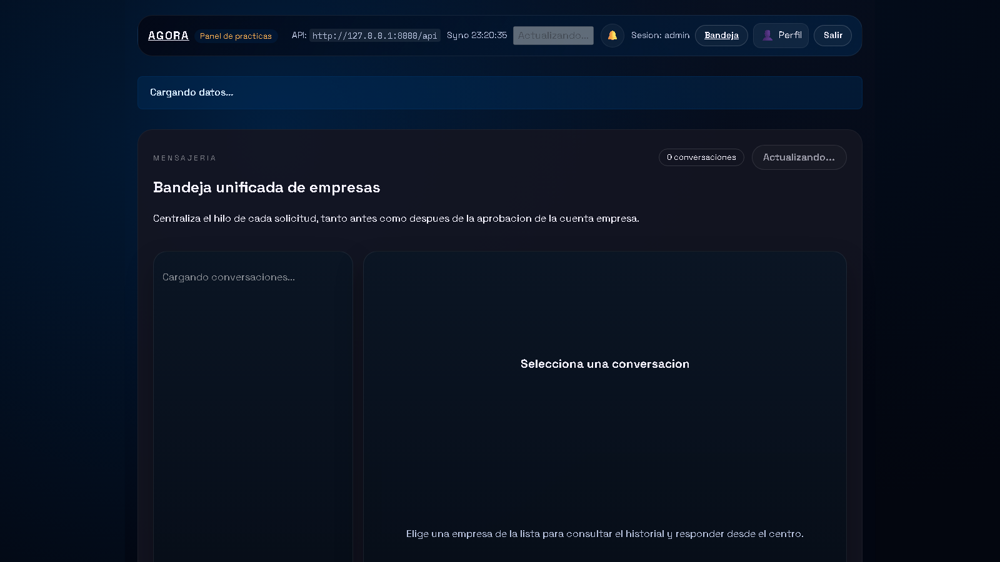 AGORA Panel de practicas API: http://127.0.0.1:8000/api Sync 23:20:35 Actualizando... Sesion: admin Bandeja Perfil Salir
Cargando datos...
MENSAJERIA 0 conversaciones Actualizando...
Bandeja unificada de empresas
Centraliza el hilo de cada solicitud, tanto antes como despues de la aprobacion de la cuenta empresa.
Cargando conversaciones...
Selecciona una conversacion
Elige una empresa de la lista para consultar el historial y responder desde el centro.